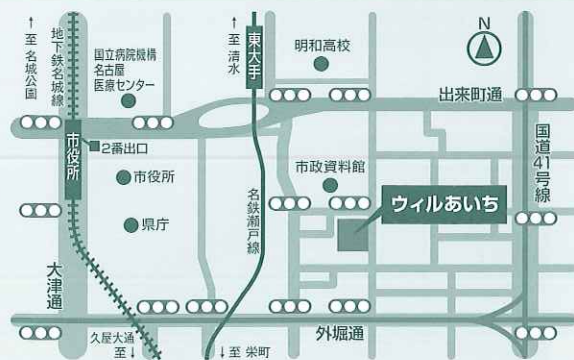 ↑至 名城公園
地下鉄名城線
国立病院機構
名古屋
医療センター
↑至 清水
東大手
明和高校
N
出来町通
市役所
2番出口
市役所
県庁
名鉄瀬戸線
市政資料館
ウィルあいち
国道41号線
大津通
久屋大通
至↓
↓至 栄町
外堀通